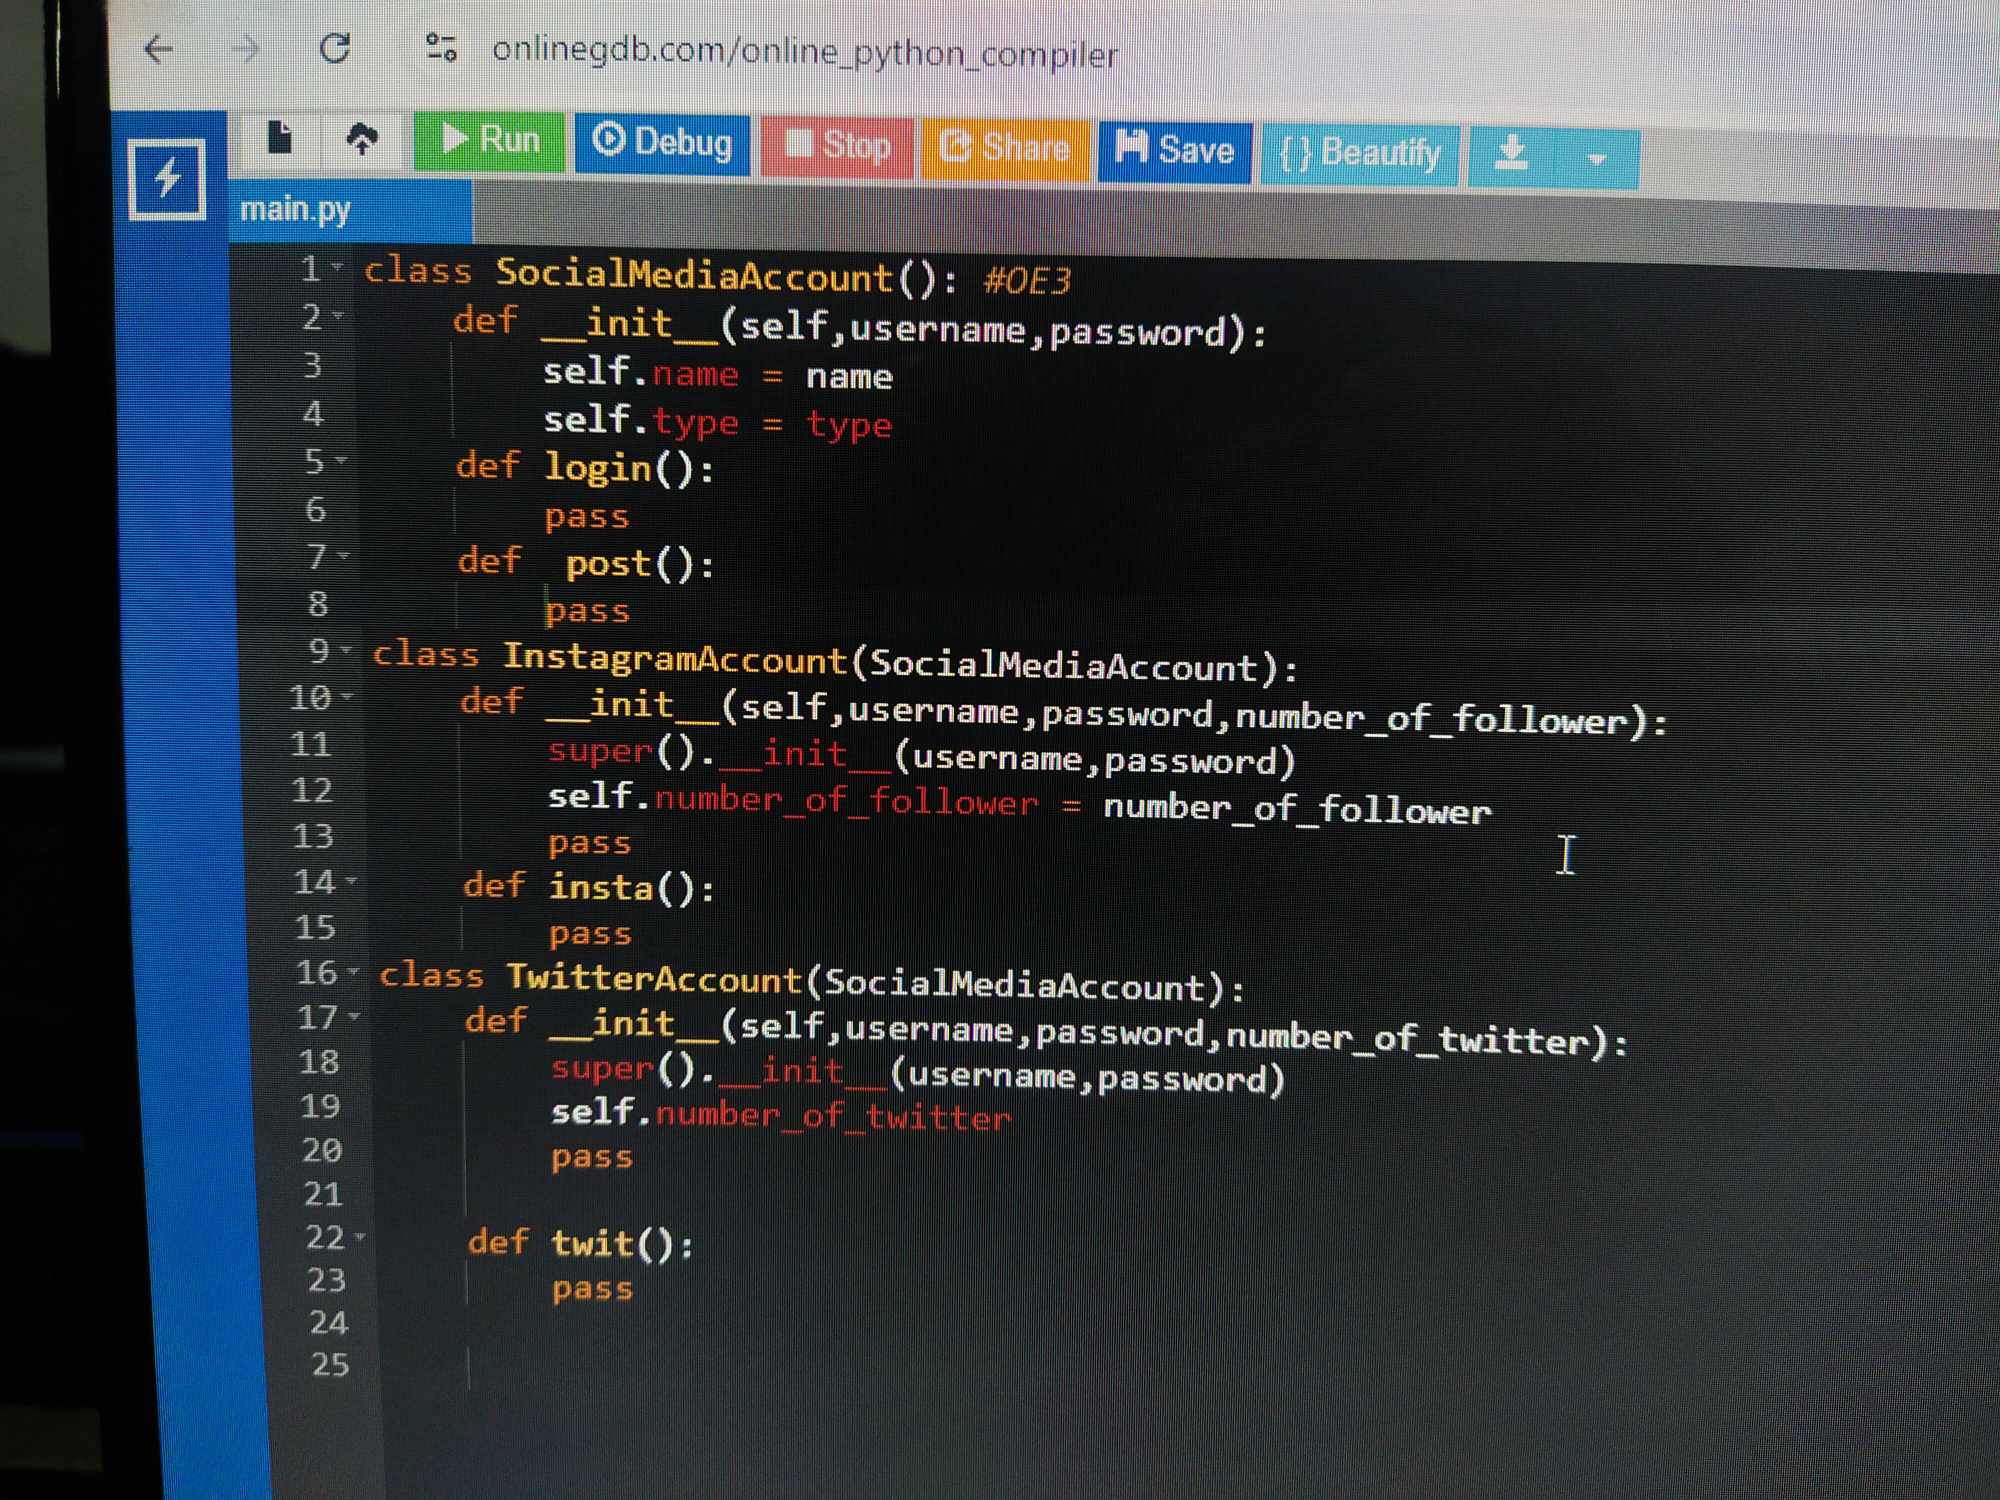 onlinegdb.com/online_python_compiler
Run Debug Stop Share Save {} Beautify
main.py
1 class SocialMediaAccount(): #OE3
2     def __init__(self,username,password):
3         self.name = name
4         self.type = type
5     def login():
6         pass
7     def  post():
8         pass
9 class InstagramAccount(SocialMediaAccount):
10     def __init__(self,username,password,number_of_follower):
11         super().__init__(username,password)
12         self.number_of_follower = number_of_follower
13         pass
14     def insta():
15         pass
16 class TwitterAccount(SocialMediaAccount):
17     def __init__(self,username,password,number_of_twitter):
18         super().__init__(username,password)
19         self.number_of_twitter
20         pass
21
22     def twit():
23         pass
24
25